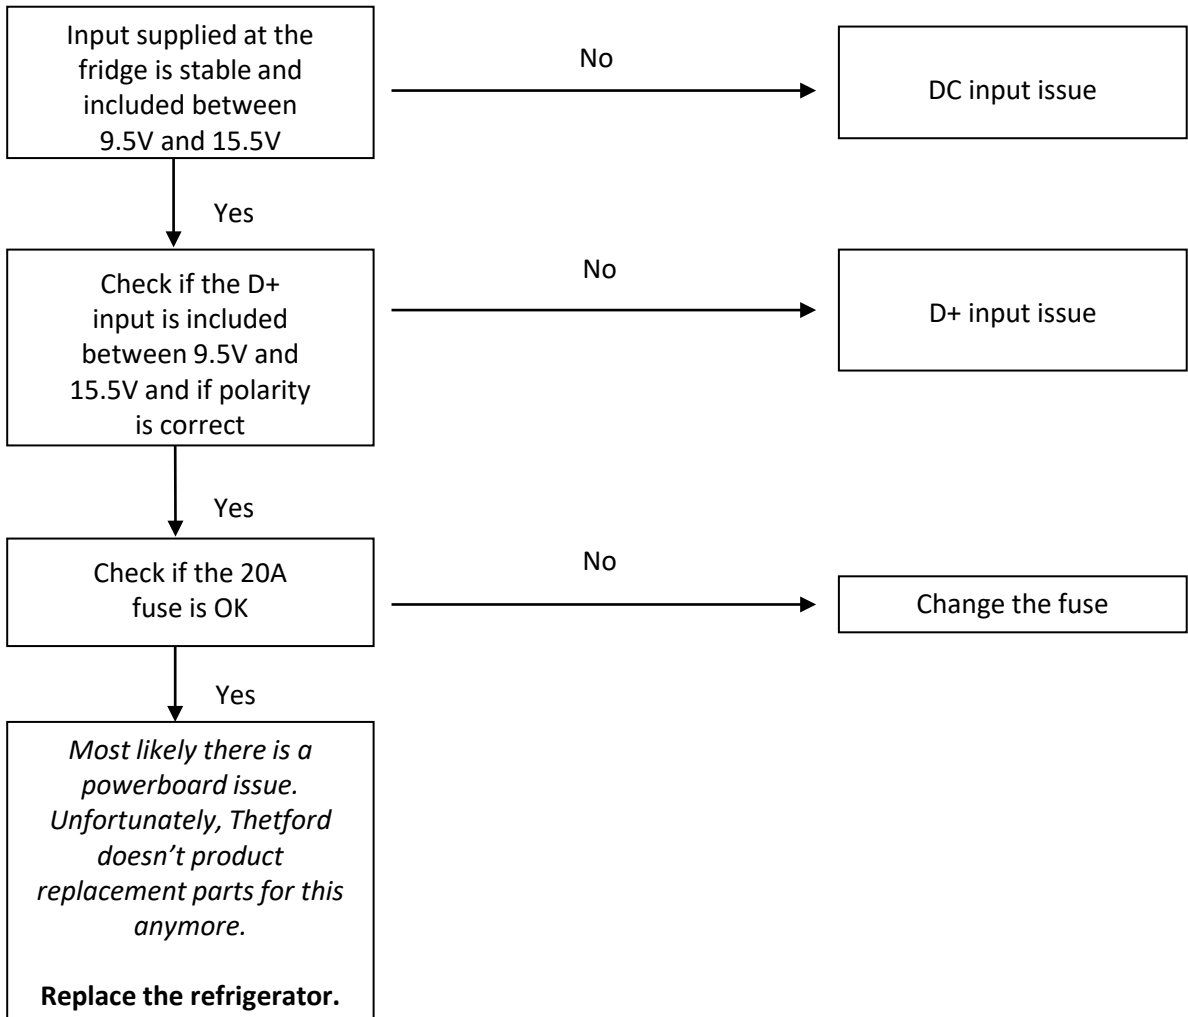 Input supplied at the
fridge is stable and
included between
9.5V and 15.5V
No
DC input issue
Yes
Check if the D+
input is included
between 9.5V and
15.5V and if polarity
is correct
No
D+ input issue
Yes
Check if the 20A
fuse is OK
No
Change the fuse
Yes
Most likely there is a
powerboard issue.
Unfortunately, Thetford
doesn’t product
replacement parts for this
anymore.
Replace the refrigerator.